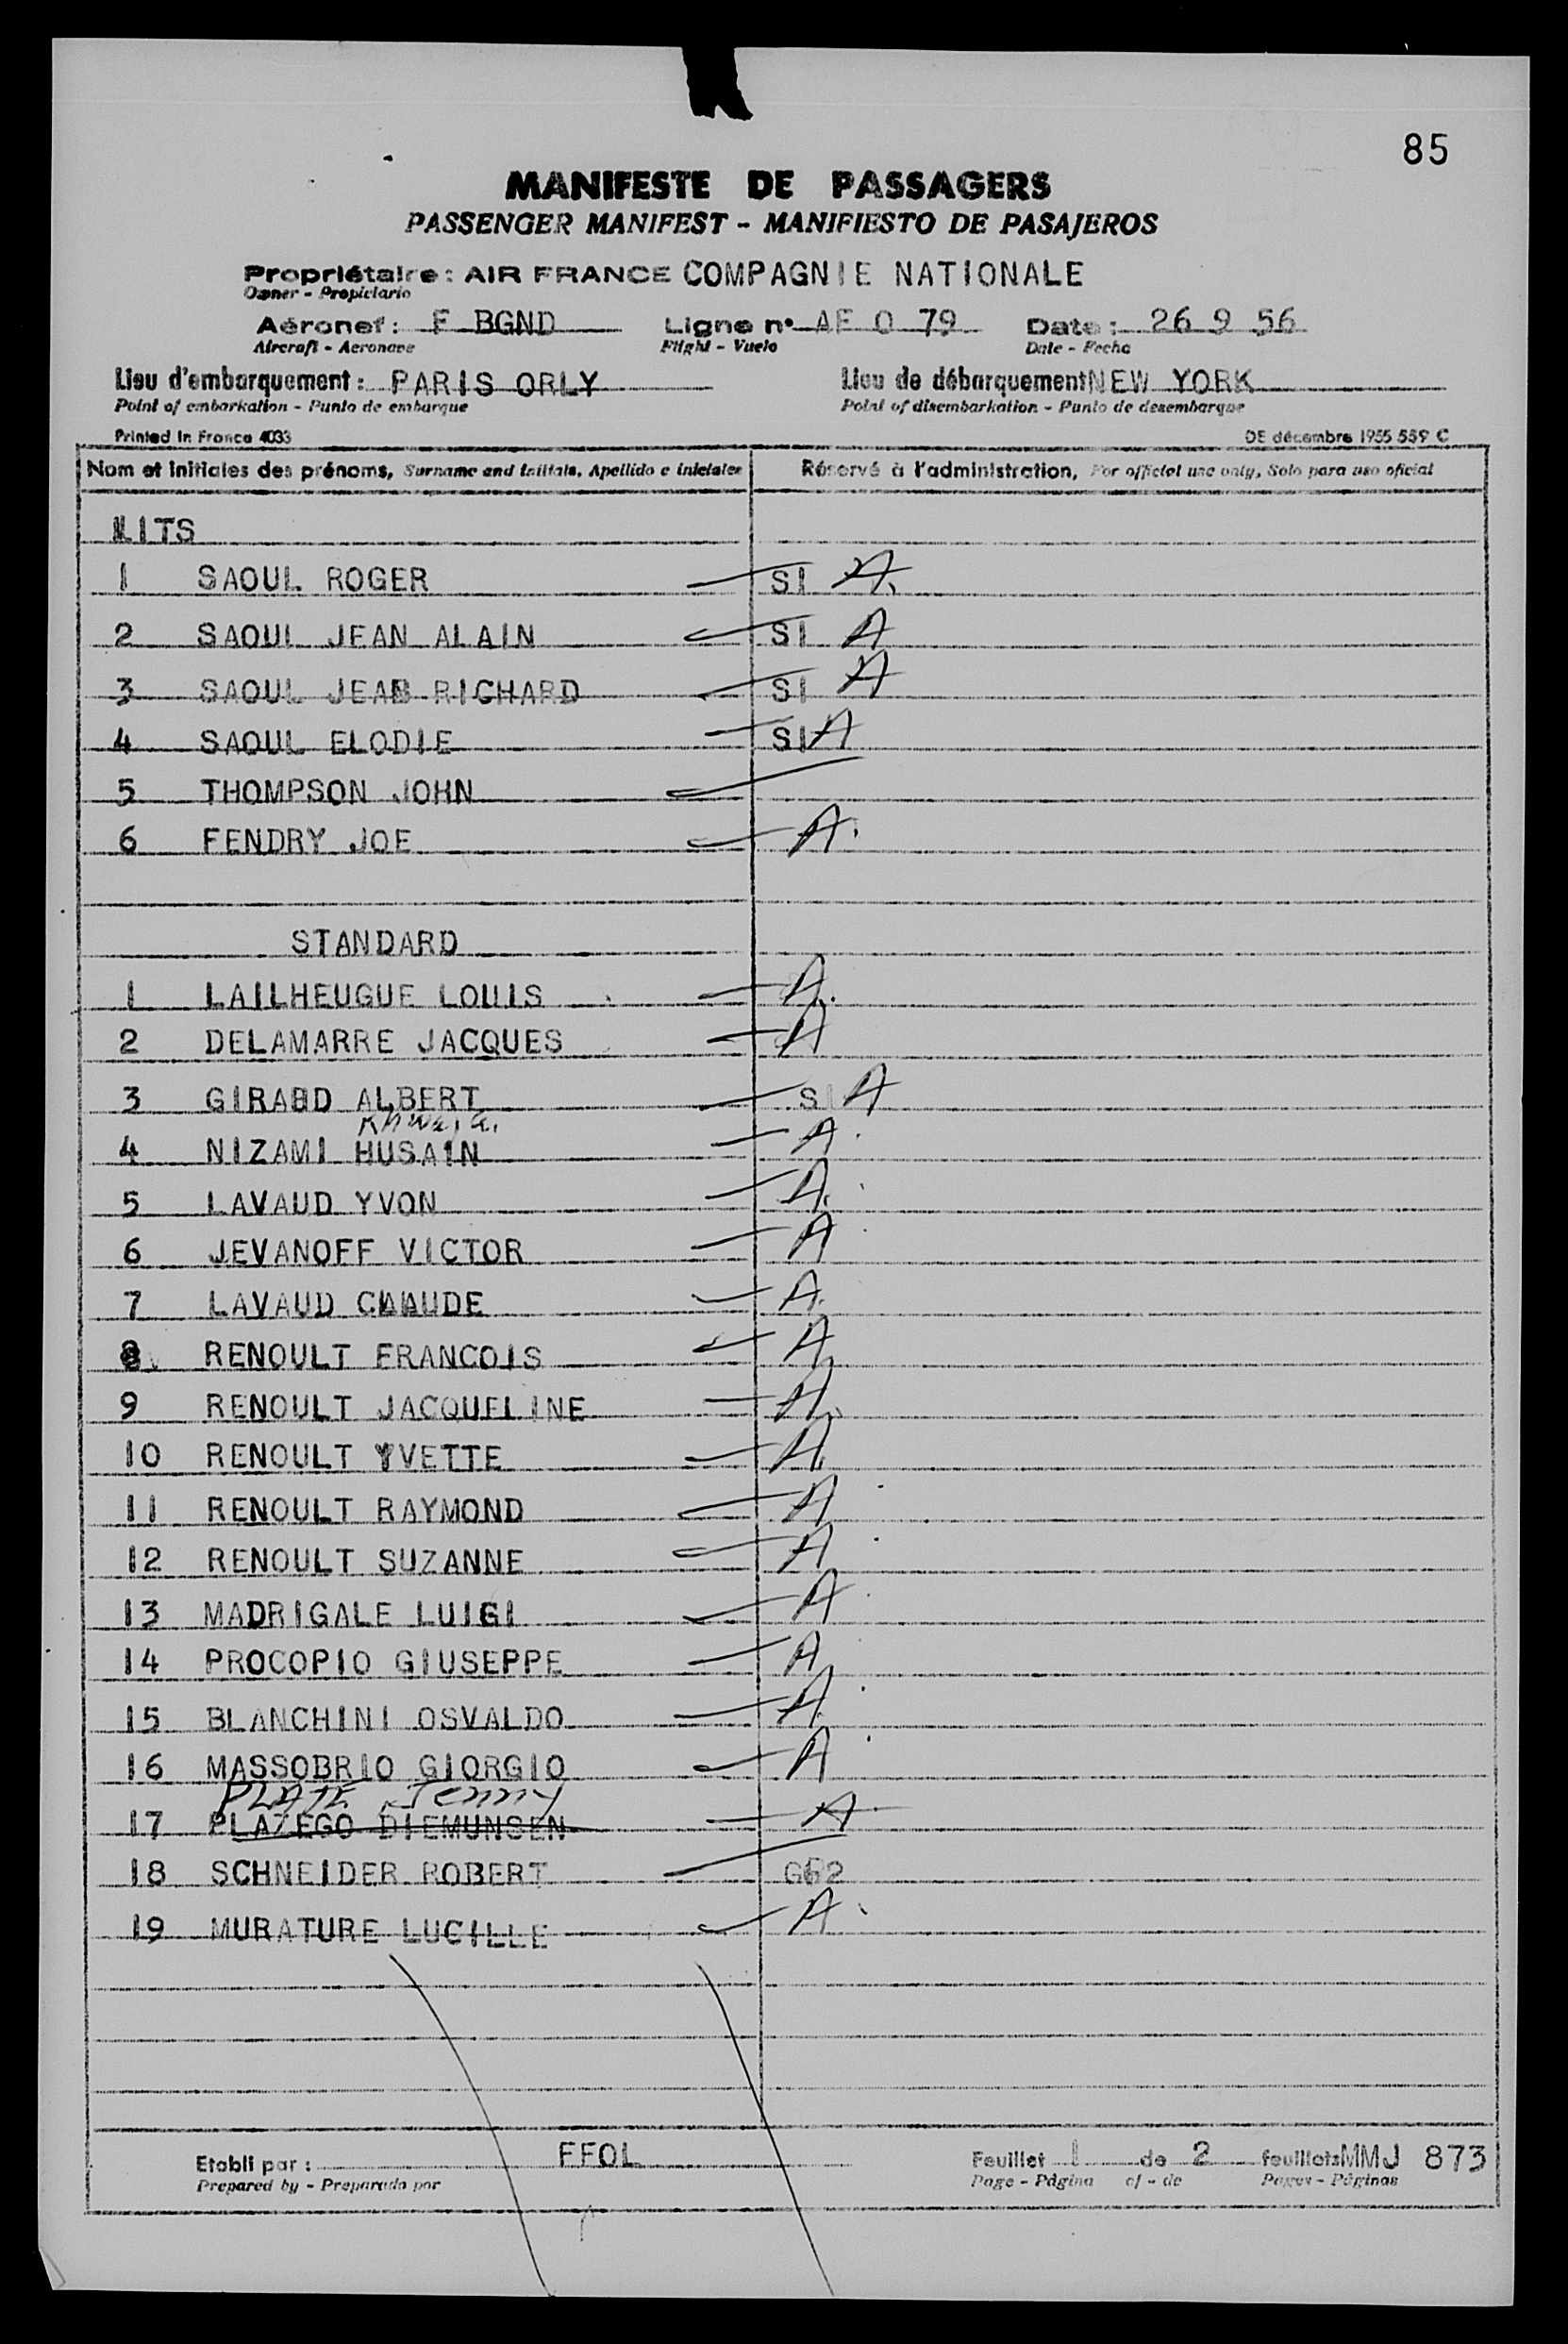 85
MANIFESTE DE PASSAGERS
PASSENGER MANIFEST - MANIFIESTO DE PASAJEROS
Propriétaire: AIR FRANCE COMPAGNIE NATIONALE
Owner - Propietario
Aéronef: F BGND Ligne n° AF 0 79 Date: 26 9 56
Aircraft - Aeronave Flight - Vuelo Date - Fecha
Lieu d'embarquement: PARIS ORLY Lieu de débarquement NEW YORK
Point of embarkation - Punto de embarque Point of disembarkation - Punto de desembarque
Printed in France 4033 DE décembre 1955 559 C
Nom et initiales des prénoms, Surname and initials, Apellido e iniciales Réservé à l'administration, For official use only, Solo para uso oficial
LITS
1 SAOUL ROGER SI A.
2 SAOUL JEAN ALAIN SI A
3 SAOUL JEAB RICHARD SI A
4 SAOUL ELODIE SI A
5 THOMPSON JOHN
6 FENDRY JOE A.
STANDARD
1 LAILHEUGUE LOUIS A.
2 DELAMARRE JACQUES A
3 GIRABD ALBERT SI A
Khwaja.
4 NIZAMI HUSAIN A.
5 LAVAUD YVON A.
6 JEVANOFF VICTOR A
7 LAVAUD CLAUDE A.
8 RENOULT FRANCOIS A
9 RENOULT JACQUELINE A.
10 RENOULT YVETTE A.
11 RENOULT RAYMOND A
12 RENOULT SUZANNE A
13 MADRIGALE LUIGI A
14 PROCOPIO GIUSEPPE A
15 BLANCHINI OSVALDO A
16 MASSOBRIO GIORGIO A
PLATE Jenny
17 PLAZEGO DIEMUNSEN A
18 SCHNEIDER ROBERT
19 MURATURE LUCILLE A.
Etabli par: FFOL Feuillet 1 de 2 feuillets MMJ 873
Prepared by - Preparado por Page - Página of - de Pages - Páginas